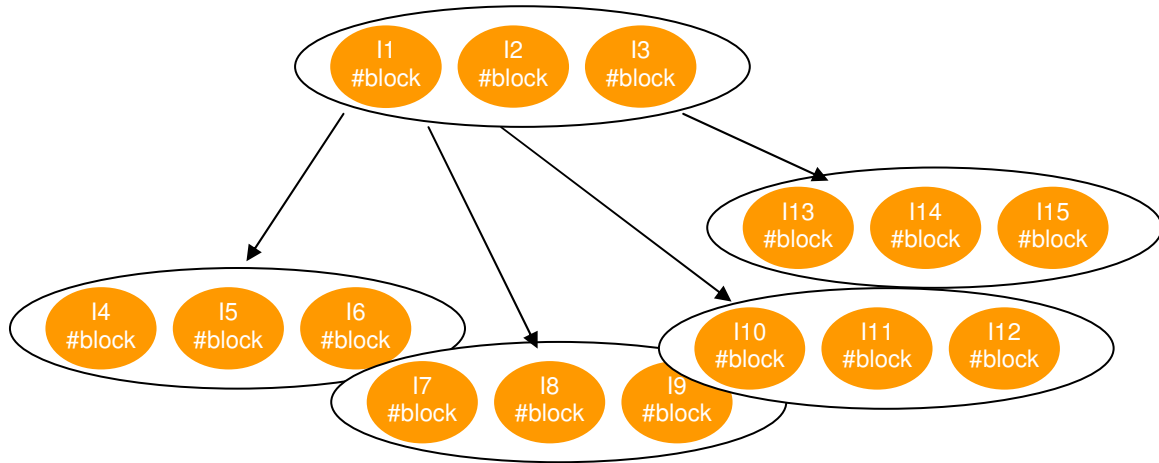 I1
#block
I2
#block
I3
#block
I13
#block
I14
#block
I15
#block
I4
#block
I5
#block
I6
#block
I10
#block
I11
#block
I12
#block
I7
#block
I8
#block
I9
#block